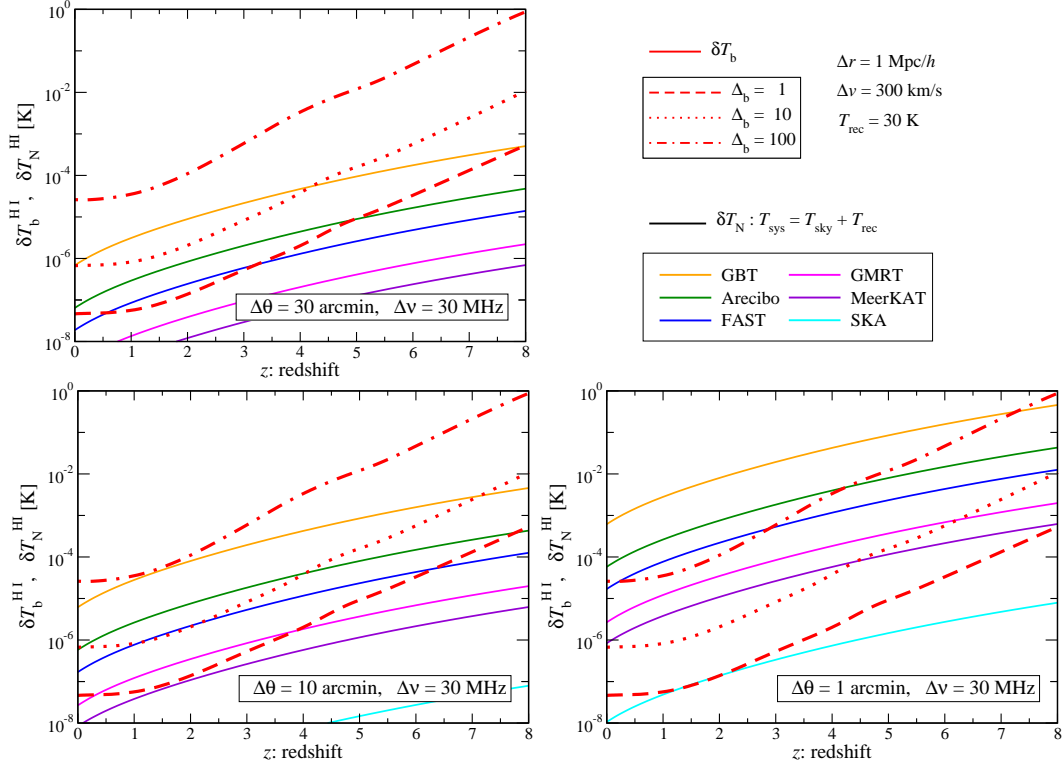 10^0
10^-2
10^-4
10^-6
10^-8
δT_b^HI , δT_N^HI [K]
0 1 2 3 4 5 6 7 8
z: redshift
Δθ = 30 arcmin, Δν = 30 MHz
δT_b
Δ_b = 1
Δ_b = 10
Δ_b = 100
Δr = 1 Mpc/h
Δv = 300 km/s
T_rec = 30 K
δT_N : T_sys = T_sky + T_rec
GBT GMRT
Arecibo MeerKAT
FAST SKA
10^0
10^-2
10^-4
10^-6
10^-8
δT_b^HI , δT_N^HI [K]
0 1 2 3 4 5 6 7 8
z: redshift
Δθ = 10 arcmin, Δν = 30 MHz
10^0
10^-2
10^-4
10^-6
10^-8
δT_b^HI , δT_N^HI [K]
0 1 2 3 4 5 6 7 8
z: redshift
Δθ = 1 arcmin, Δν = 30 MHz